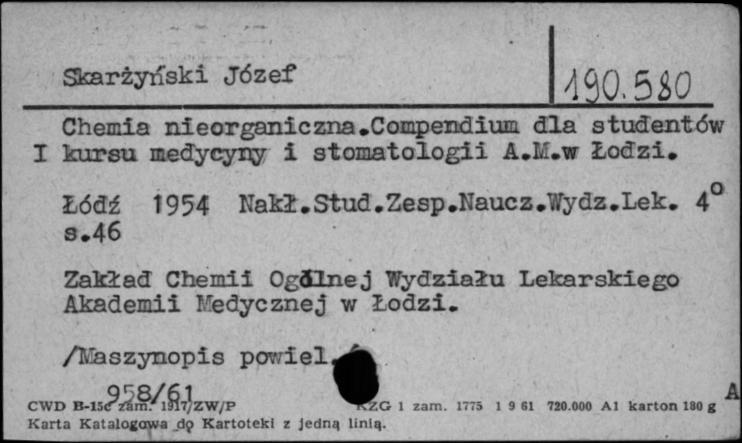 Skarżyński Józef
190.580
Chemia nieorganiczna.Compendium dla studentów
I kursu medycyny i stomatologii A.M.w Łodzi.
Łódź 1954 Nakł.Stud.Zesp.Naucz.Wydz.Lek. 4°
s.46
Zakład Chemii Ogólnej Wydziału Lekarskiego
Akademii Medycznej w Łodzi.
/Maszynopis powiel.
958/61
CWD B-15c zam. 1917/ZW/P KZG 1 zam. 1775 1 9 61 720.000 A1 karton 180 g
A
Karta Katalogowa do Kartoteki z jedną linią.